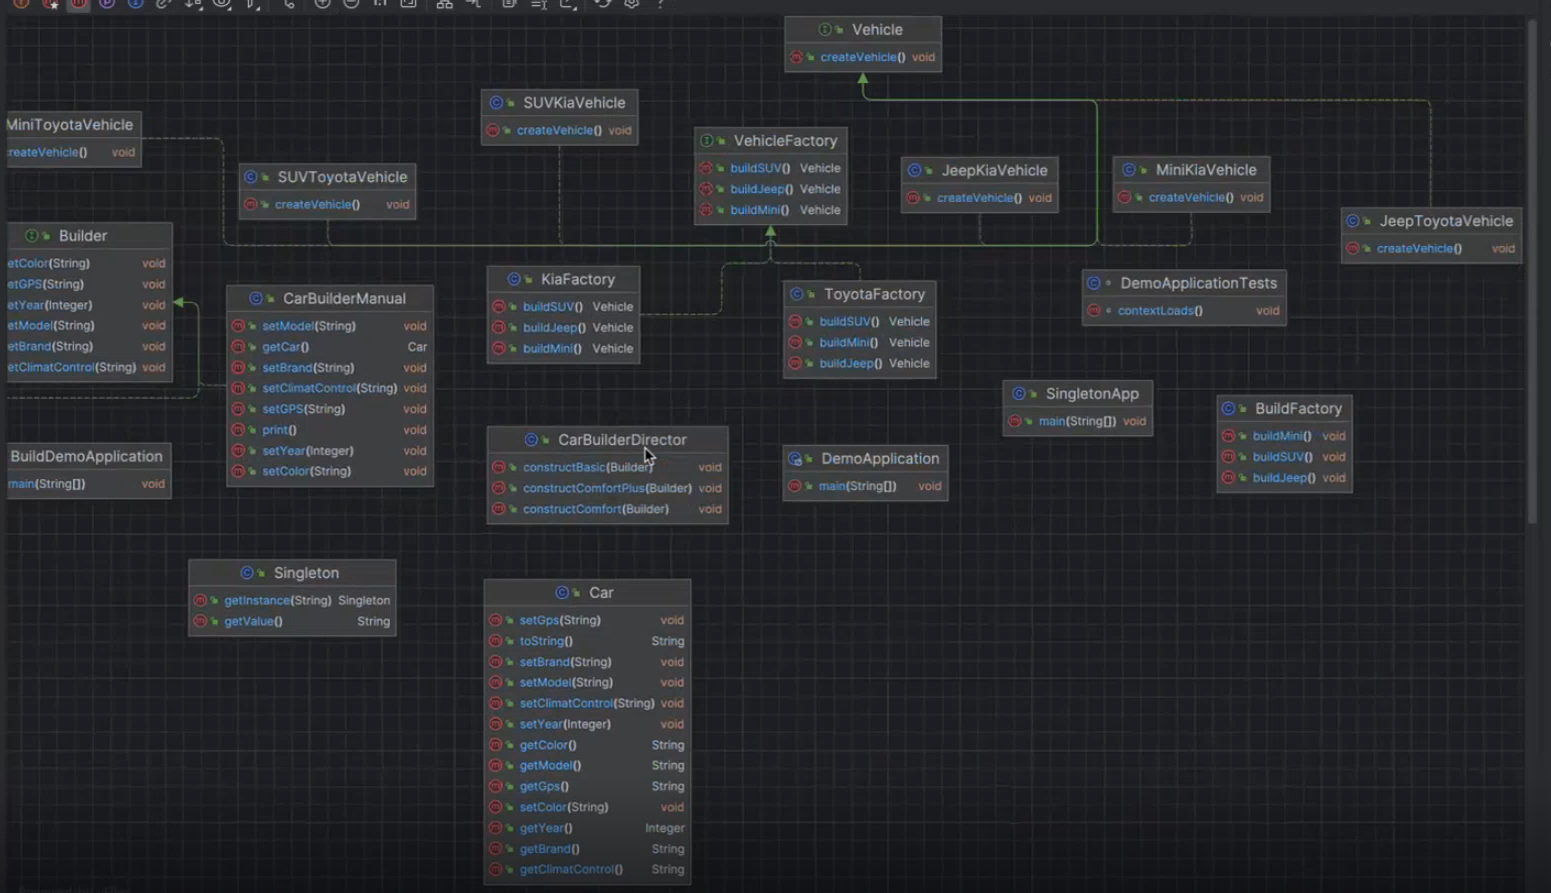 Vehicle
createVehicle() void
SUVKiaVehicle
createVehicle() void
MiniToyotaVehicle
createVehicle() void
VehicleFactory
buildSUV() Vehicle
buildJeep() Vehicle
buildMini() Vehicle
JeepKiaVehicle
createVehicle() void
MiniKiaVehicle
createVehicle() void
SUVToyotaVehicle
createVehicle() void
JeepToyotaVehicle
createVehicle() void
Builder
etColor(String) void
etGPS(String) void
etYear(Integer) void
etModel(String) void
etBrand(String) void
etClimatControl(String) void
CarBuilderManual
setModel(String) void
getCar() Car
setBrand(String) void
setClimatControl(String) void
setGPS(String) void
print() void
setYear(Integer) void
setColor(String) void
KiaFactory
buildSUV() Vehicle
buildJeep() Vehicle
buildMini() Vehicle
ToyotaFactory
buildSUV() Vehicle
buildMini() Vehicle
buildJeep() Vehicle
DemoApplicationTests
contextLoads() void
SingletonApp
main(String[]) void
BuildFactory
buildMini() void
buildSUV() void
buildJeep() void
BuildDemoApplication
main(String[]) void
CarBuilderDirector
constructBasic(Builder) void
constructComfortPlus(Builder) void
constructComfort(Builder) void
DemoApplication
main(String[]) void
Singleton
getInstance(String) Singleton
getValue() String
Car
setGps(String) void
toString() String
setBrand(String) void
setModel(String) void
setClimatControl(String) void
setYear(Integer) void
getColor() String
getModel() String
getGps() String
setColor(String) void
getYear() Integer
getBrand() String
getClimatControl() String